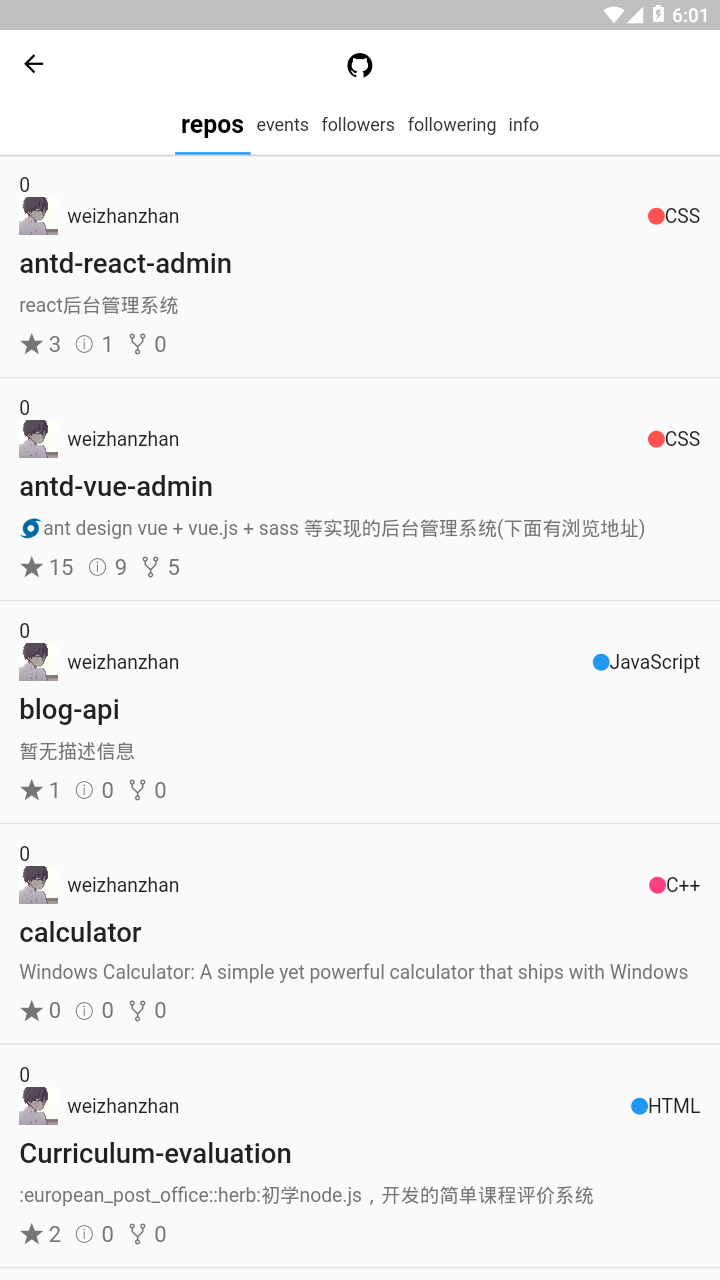 6:01
repos events followers following info
0
weizhanzhan CSS
antd-react-admin
react后台管理系统
3 1 0
0
weizhanzhan CSS
antd-vue-admin
ant design vue + vue.js + sass 等实现的后台管理系统(下面有浏览地址)
15 9 5
0
weizhanzhan JavaScript
blog-api
暂无描述信息
1 0 0
0
weizhanzhan C++
calculator
Windows Calculator: A simple yet powerful calculator that ships with Windows
0 0 0
0
weizhanzhan HTML
Curriculum-evaluation
:european_post_office::herb:初学node.js，开发的简单课程评价系统
2 0 0